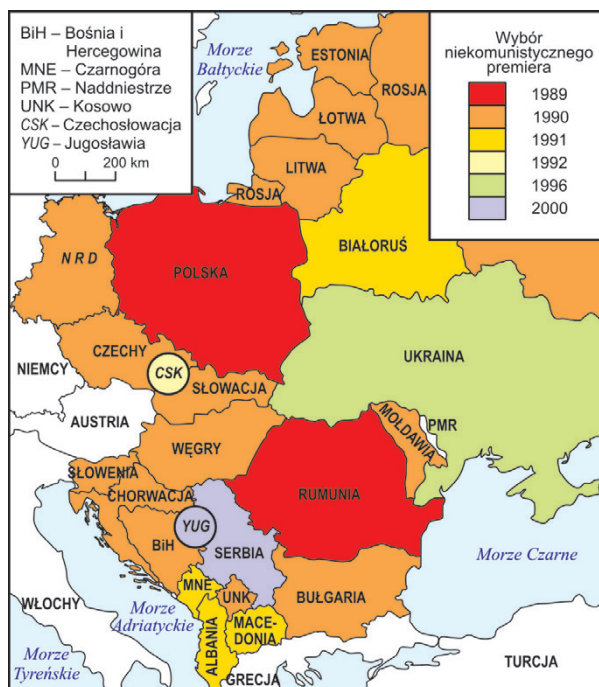 BiH – Bośnia i
Hercegowina
MNE – Czarnogóra
PMR – Naddniestrze
UNK – Kosowo
CSK – Czechosłowacja
YUG – Jugosławia
0 200 km
Wybór
niekomunistycznego
premiera
1989
1990
1991
1992
1996
2000
Morze
Bałtyckie
ESTONIA
ROSJA
ŁOTWA
LITWA
ROSJA
BIAŁORUŚ
NRD
POLSKA
NIEMCY
CZECHY
CSK
SŁOWACJA
UKRAINA
AUSTRIA
WĘGRY
MOŁDAWIA
PMR
SŁOWENIA
CHORWACJA
RUMUNIA
YUG
BiH
SERBIA
Morze Czarne
MNE
UNK
BUŁGARIA
WŁOCHY
Morze
Adriatyckie
ALBANIA
MACE-
DONIA
Morze
Tyreńskie
GRECJA
TURCJA